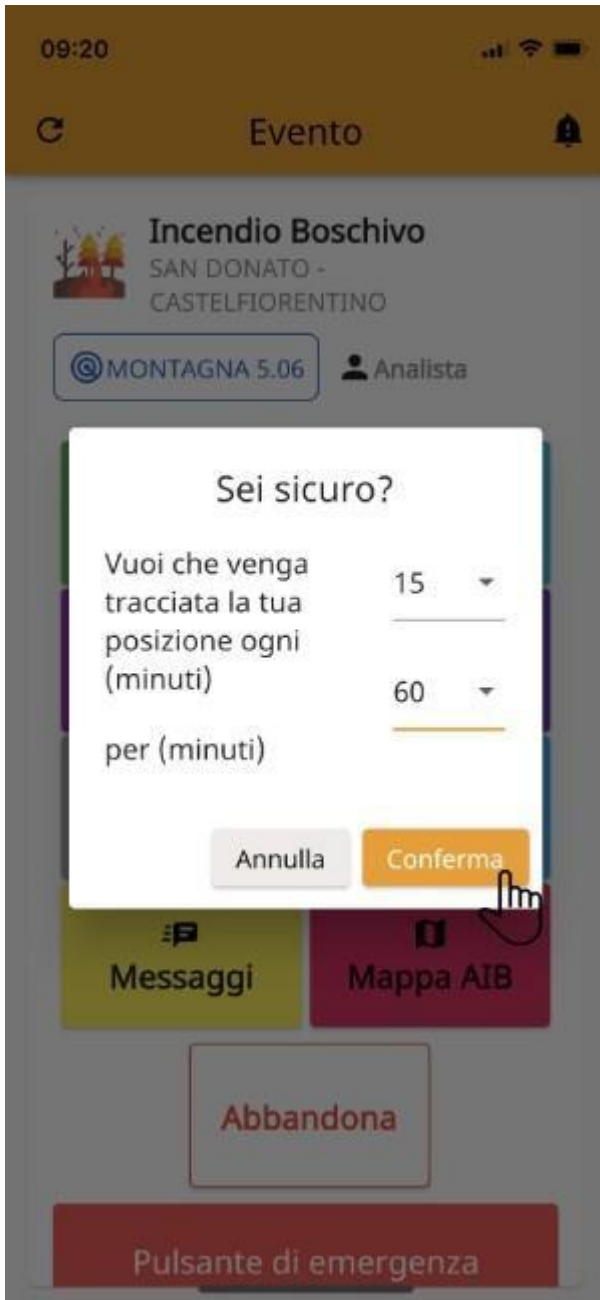 09:20
Evento
Incendio Boschivo
SAN DONATO -
CASTELFIORENTINO
MONTAGNA 5.06
Analista
Sei sicuro?
Vuoi che venga
tracciata la tua
posizione ogni
(minuti)
15
per (minuti)
60
Annulla
Conferma
Messaggi
Mappa AIB
Abbandona
Pulsante di emergenza